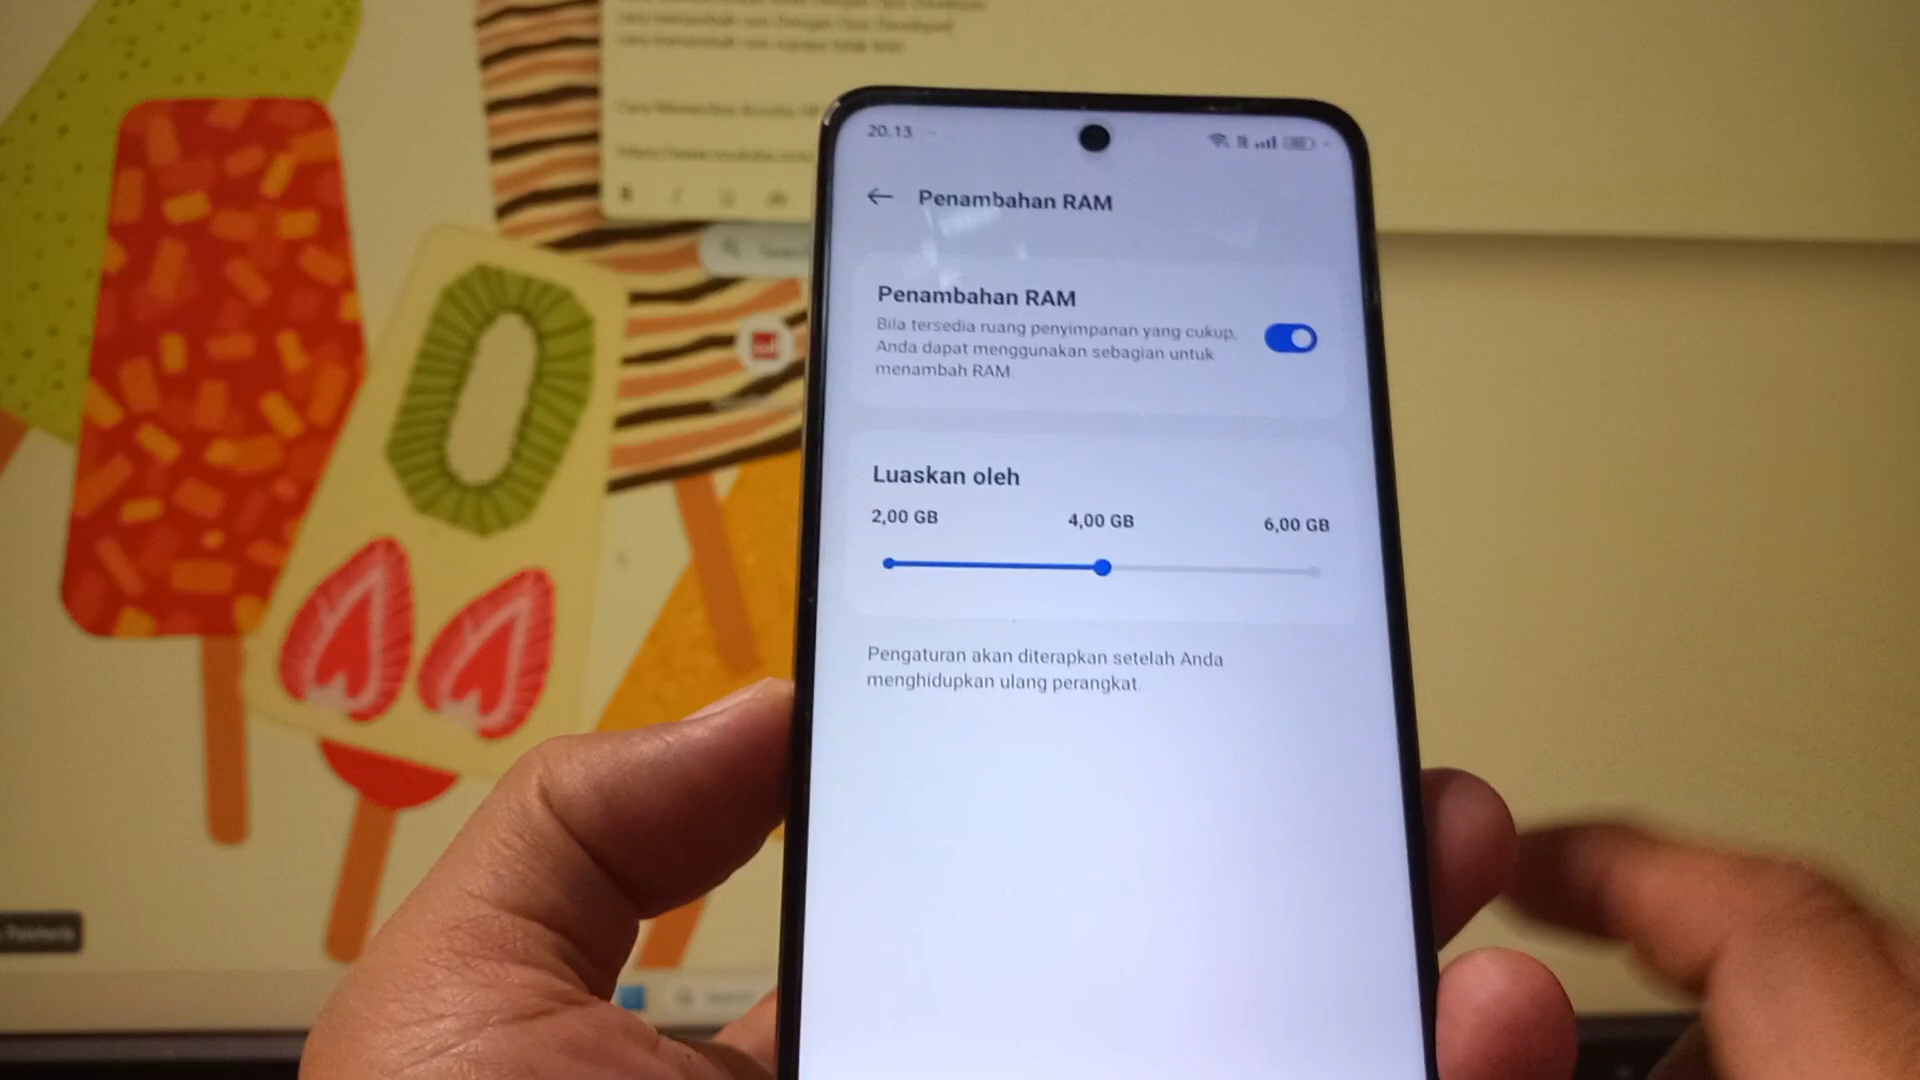 20.13
Penambahan RAM
Penambahan RAM
Bila tersedia ruang penyimpanan yang cukup,
Anda dapat menggunakan sebagian untuk
menambah RAM.
Luaskan oleh
2,00 GB
4,00 GB
6,00 GB
Pengaturan akan diterapkan setelah Anda
menghidupkan ulang perangkat.